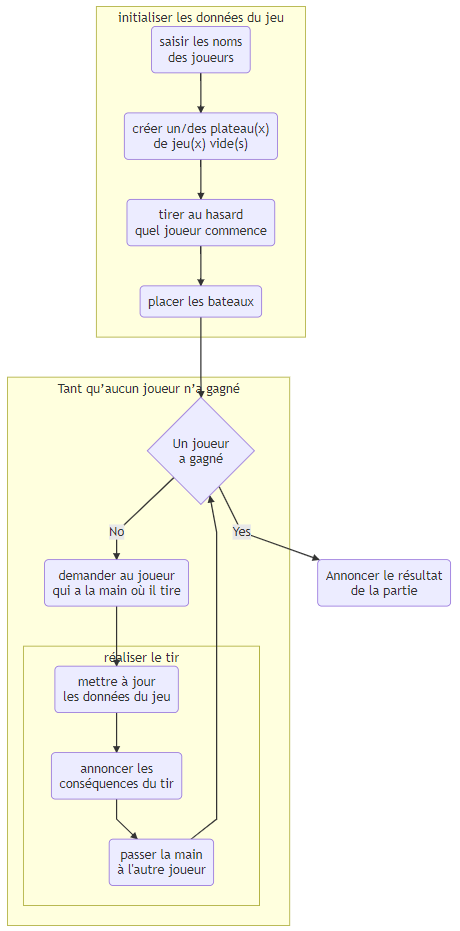 initialiser les données du jeu
saisir les noms
des joueurs
créer un/des plateau(x)
de jeu(x) vide(s)
tirer au hasard
quel joueur commence
placer les bateaux
Tant qu’aucun joueur n’a gagné
Un joueur
a gagné
No
Yes
demander au joueur
qui a la main où il tire
Annoncer le résultat
de la partie
réaliser le tir
mettre à jour
les données du jeu
annoncer les
conséquences du tir
passer la main
à l'autre joueur